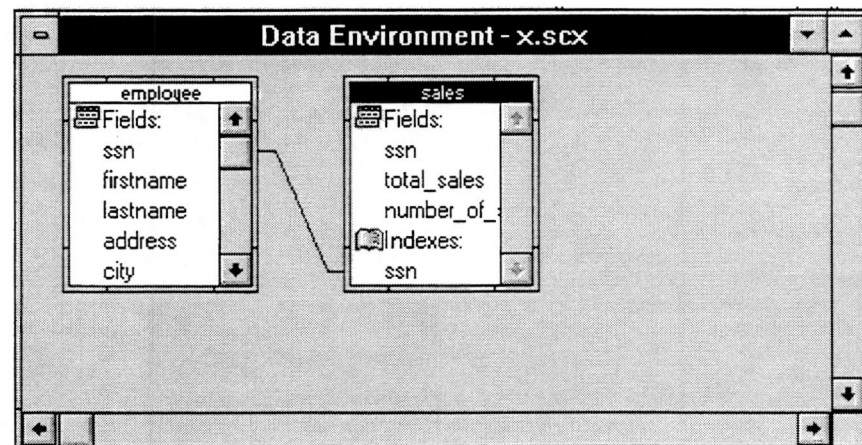 Data Environment - x.scx
employee
Fields:
ssn
firstname
lastname
address
city
sales
Fields:
ssn
total_sales
number_of_
Indexes:
ssn